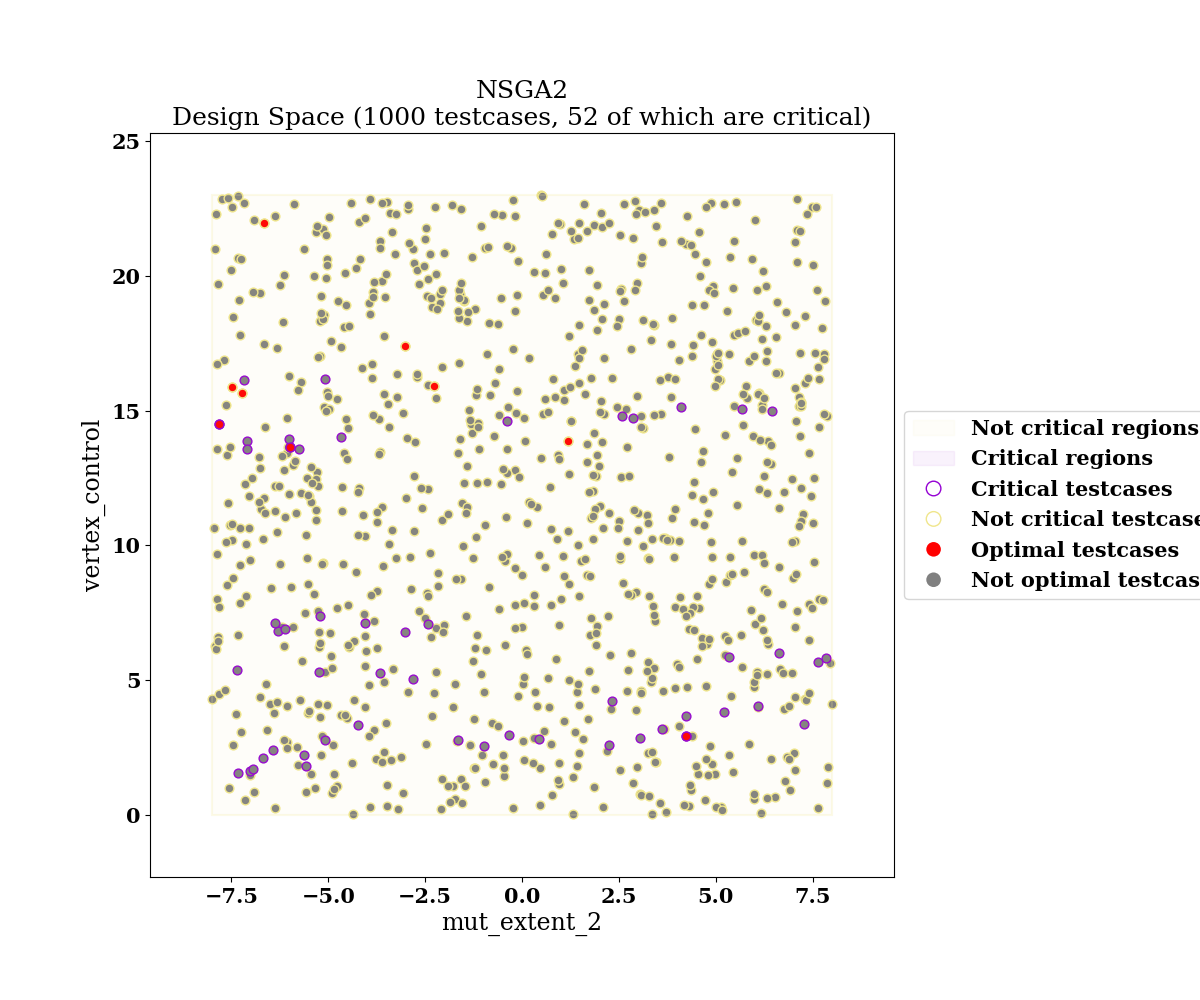 NSGA2
Design Space (1000 testcases, 52 of which are critical)
25
20
15
10
5
0
vertex_control
−7.5
−5.0
−2.5
0.0
2.5
5.0
7.5
mut_extent_2
Not critical regions
Critical regions
Critical testcases
Not critical testcase
Optimal testcases
Not optimal testcas